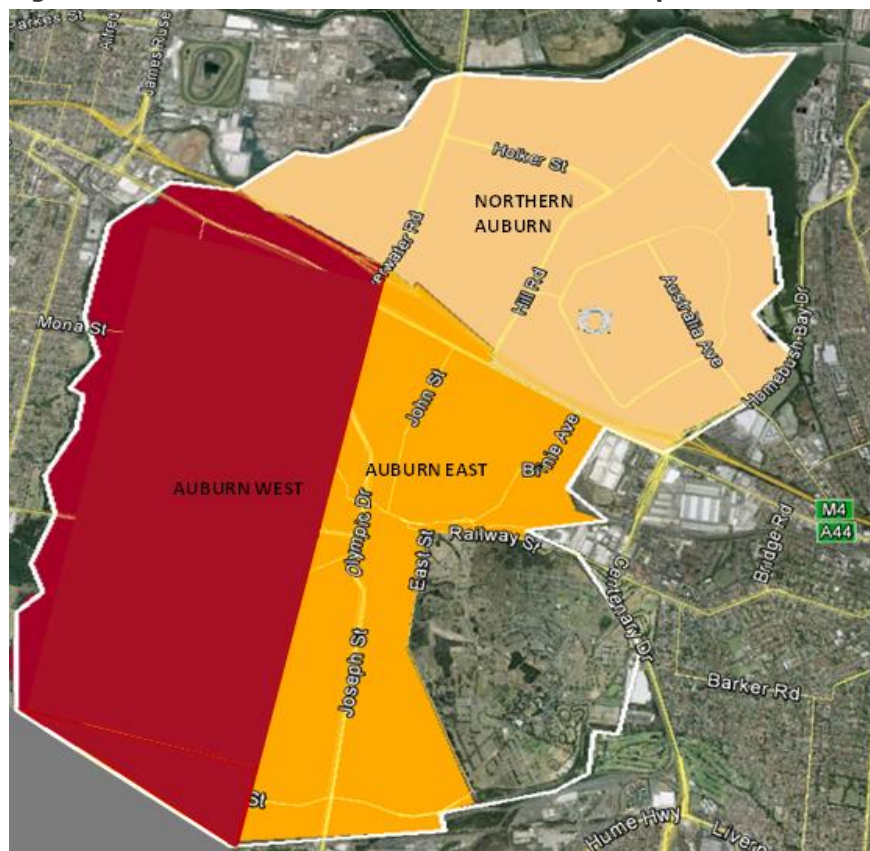 Parkes St
Alfred
James Ruse
Holker St
NORTHERN
AUBURN
erwater Rd
Hill Rd
Australia Ave
Mona St
Homebush Bay Dr
John St
AUBURN EAST
AUBURN WEST
Olympic Dr
East St
Railway St
M4
A44
Bridge Rd
Centenary Dr
Joseph St
Barker Rd
St
Hume Hwy
Liverp